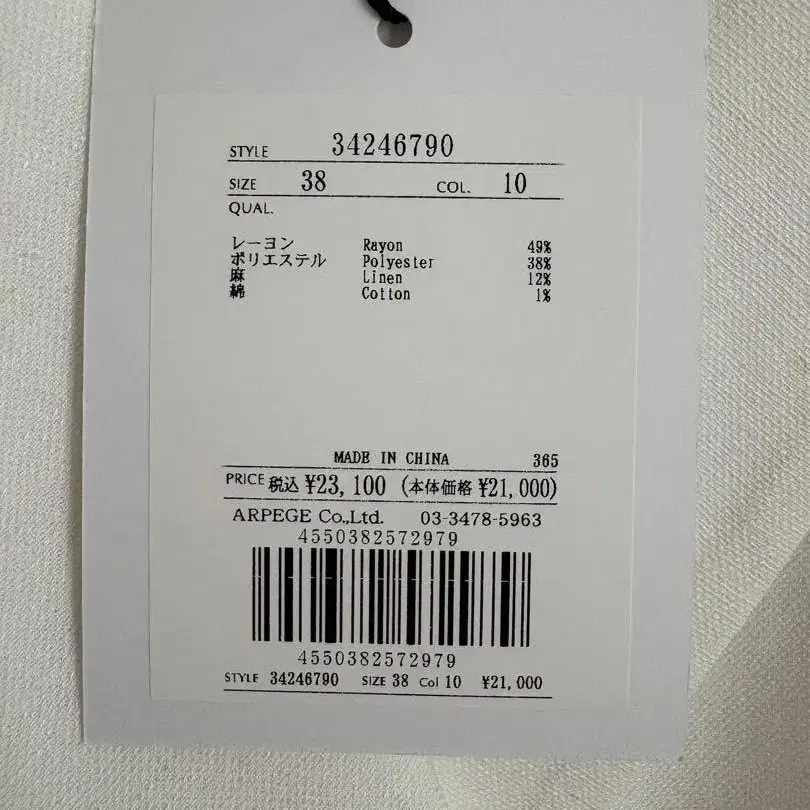 STYLE 34246790
SIZE 38 COL. 10
QUAL.
レーヨン Rayon 49%
ポリエステル Polyester 38%
麻 Linen 12%
綿 Cotton 1%
MADE IN CHINA 365
PRICE 税込 ¥23,100 (本体価格 ¥21,000)
ARPEGE Co.,Ltd. 03-3478-5963
4550382572979
4550382572979
STYLE 34246790 SIZE 38 Col 10 ¥21,000